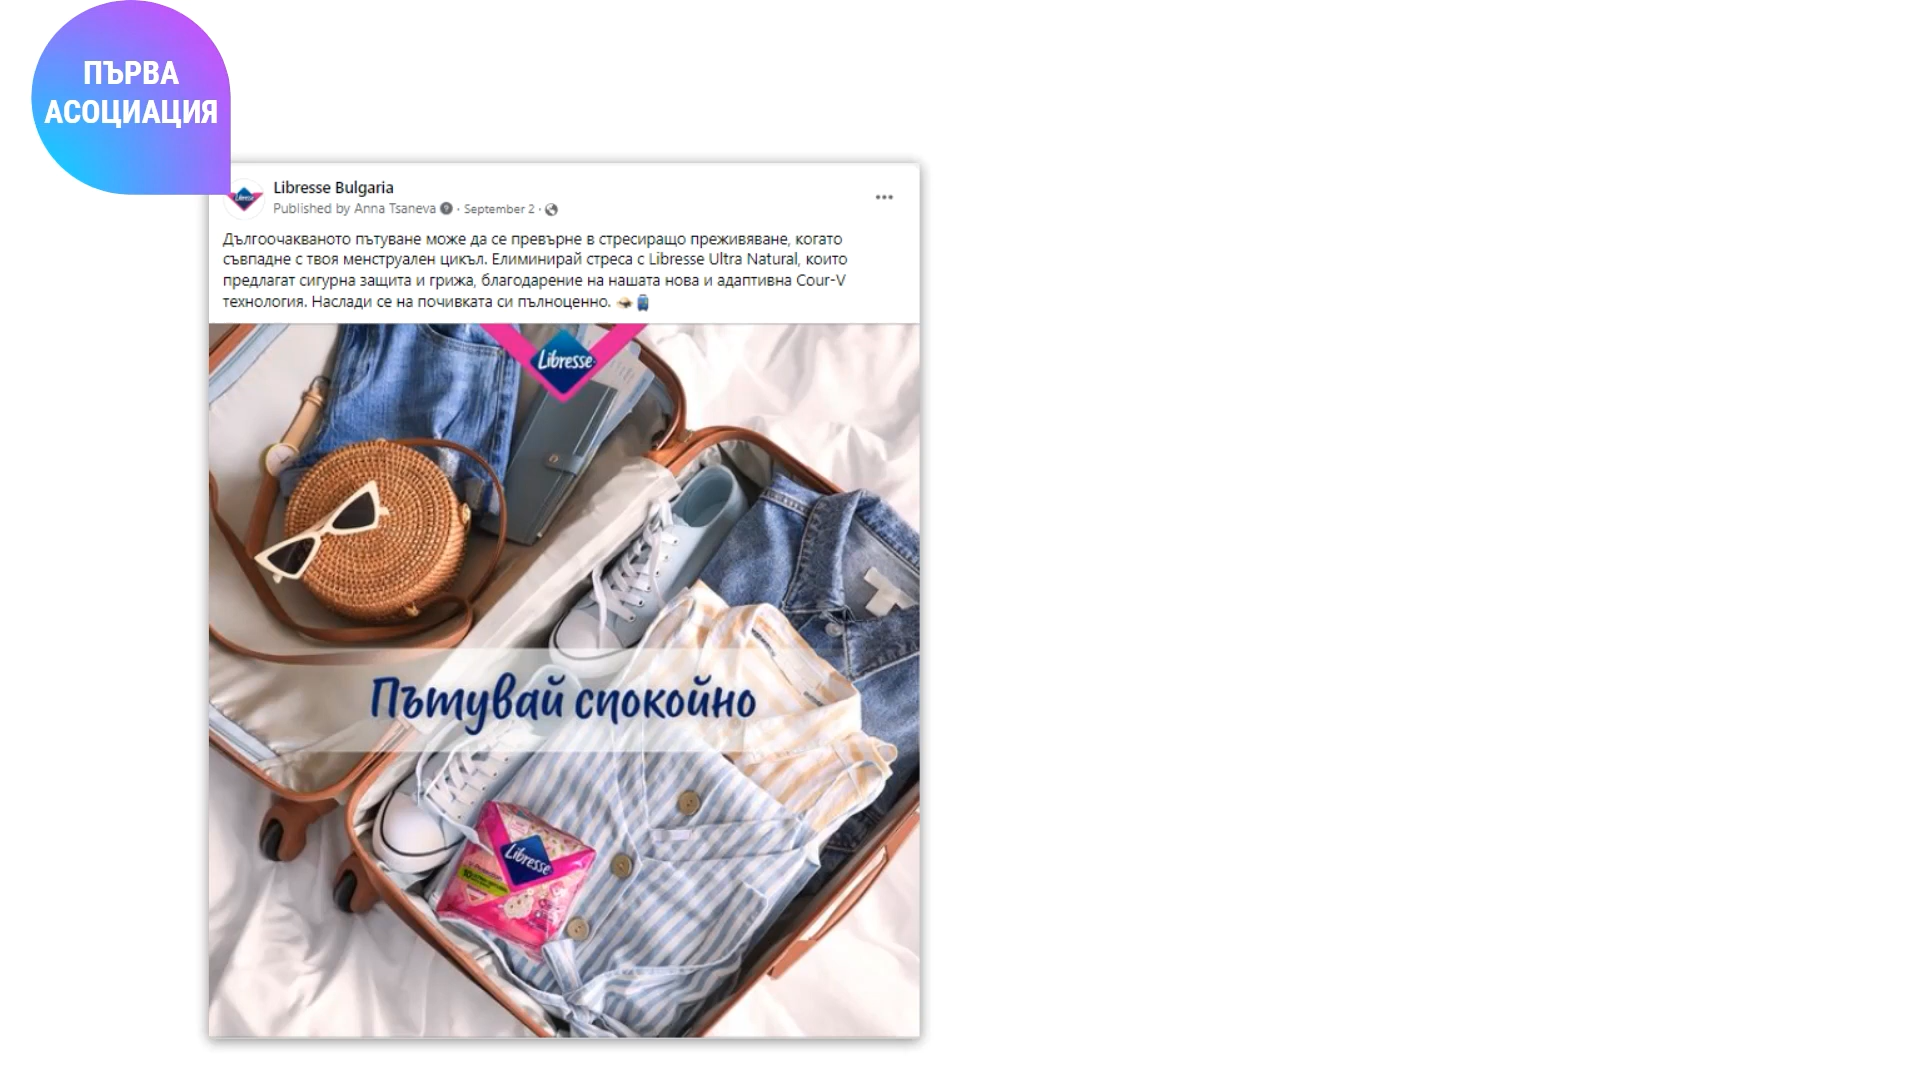 ПЪРВА
АСОЦИАЦИЯ
Libresse Bulgaria
Published by Anna Tsaneva · September 2 ·
Дългоочакваното пътуване може да се превърне в стресиращо преживяване, когато
съвпадне с твоя менструален цикъл. Елиминирай стреса с Libresse Ultra Natural, които
предлагат сигурна защита и грижа, благодарение на нашата нова и адаптивна Cour-V
технология. Наслади се на почивката си пълноценно. 👒🧳
Libresse
Пътувай спокойно
Libresse